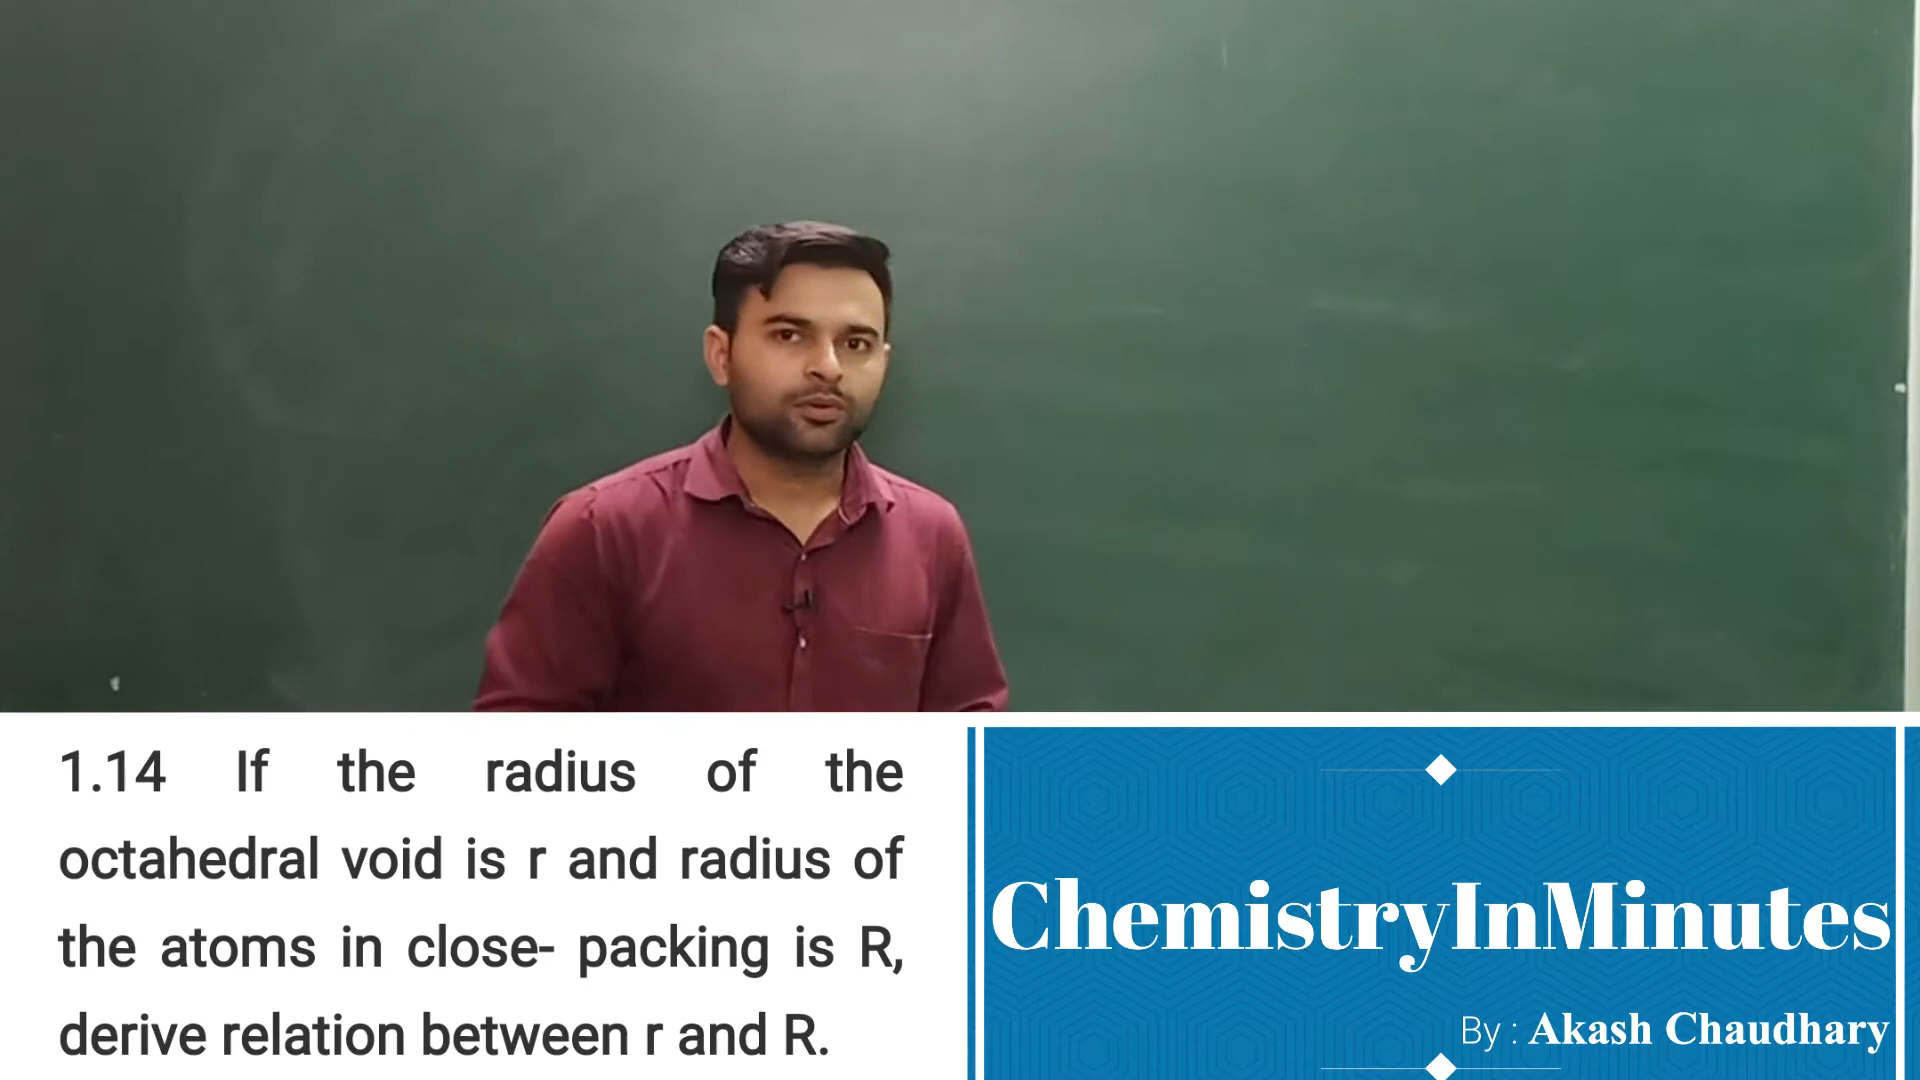 1.14 If the radius of the
octahedral void is r and radius of
the atoms in close- packing is R,
derive relation between r and R.
ChemistryInMinutes
By : Akash Chaudhary